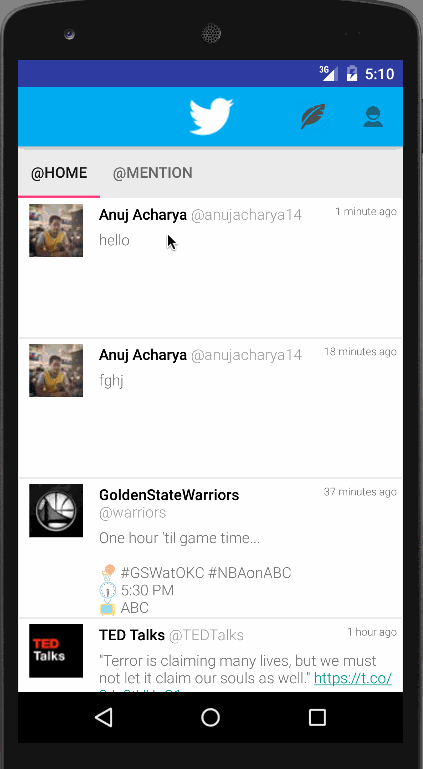 3G 5:10
@HOME @MENTION
Anuj Acharya @anujacharya14 1 minute ago
hello
Anuj Acharya @anujacharya14 18 minutes ago
fghj
GoldenStateWarriors 37 minutes ago
@warriors
One hour 'til game time...
#GSWatOKC #NBAonABC
5:30 PM
ABC
TED Talks
TED Talks @TEDTalks 1 hour ago
"Terror is claiming many lives, but we must
not let it claim our souls as well." https://t.co/